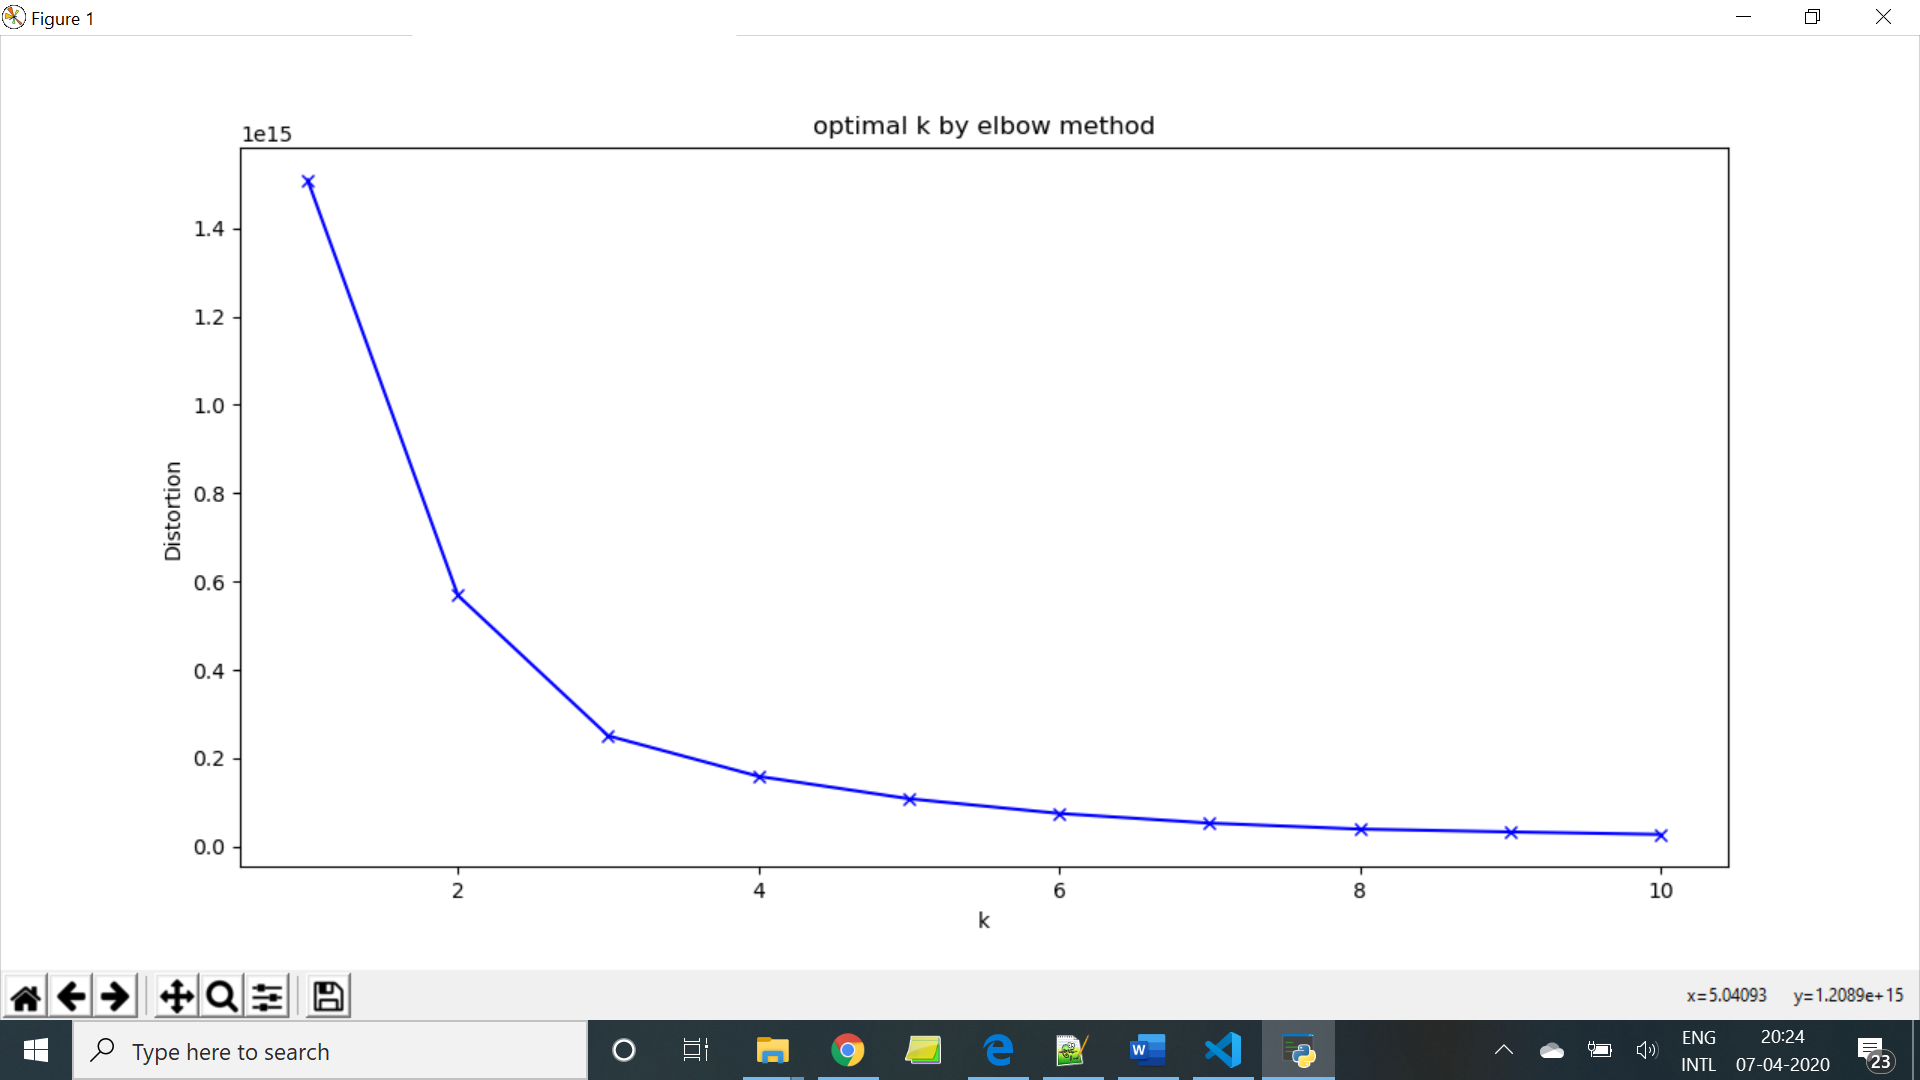 Figure 1
optimal k by elbow method
1e15
1.4
1.2
1.0
0.8
0.6
0.4
0.2
0.0
Distortion
2 4 6 8 10
k
x=5.04093 y=1.2089e+15
Type here to search
W
ENG
INTL
20:24
07-04-2020
23